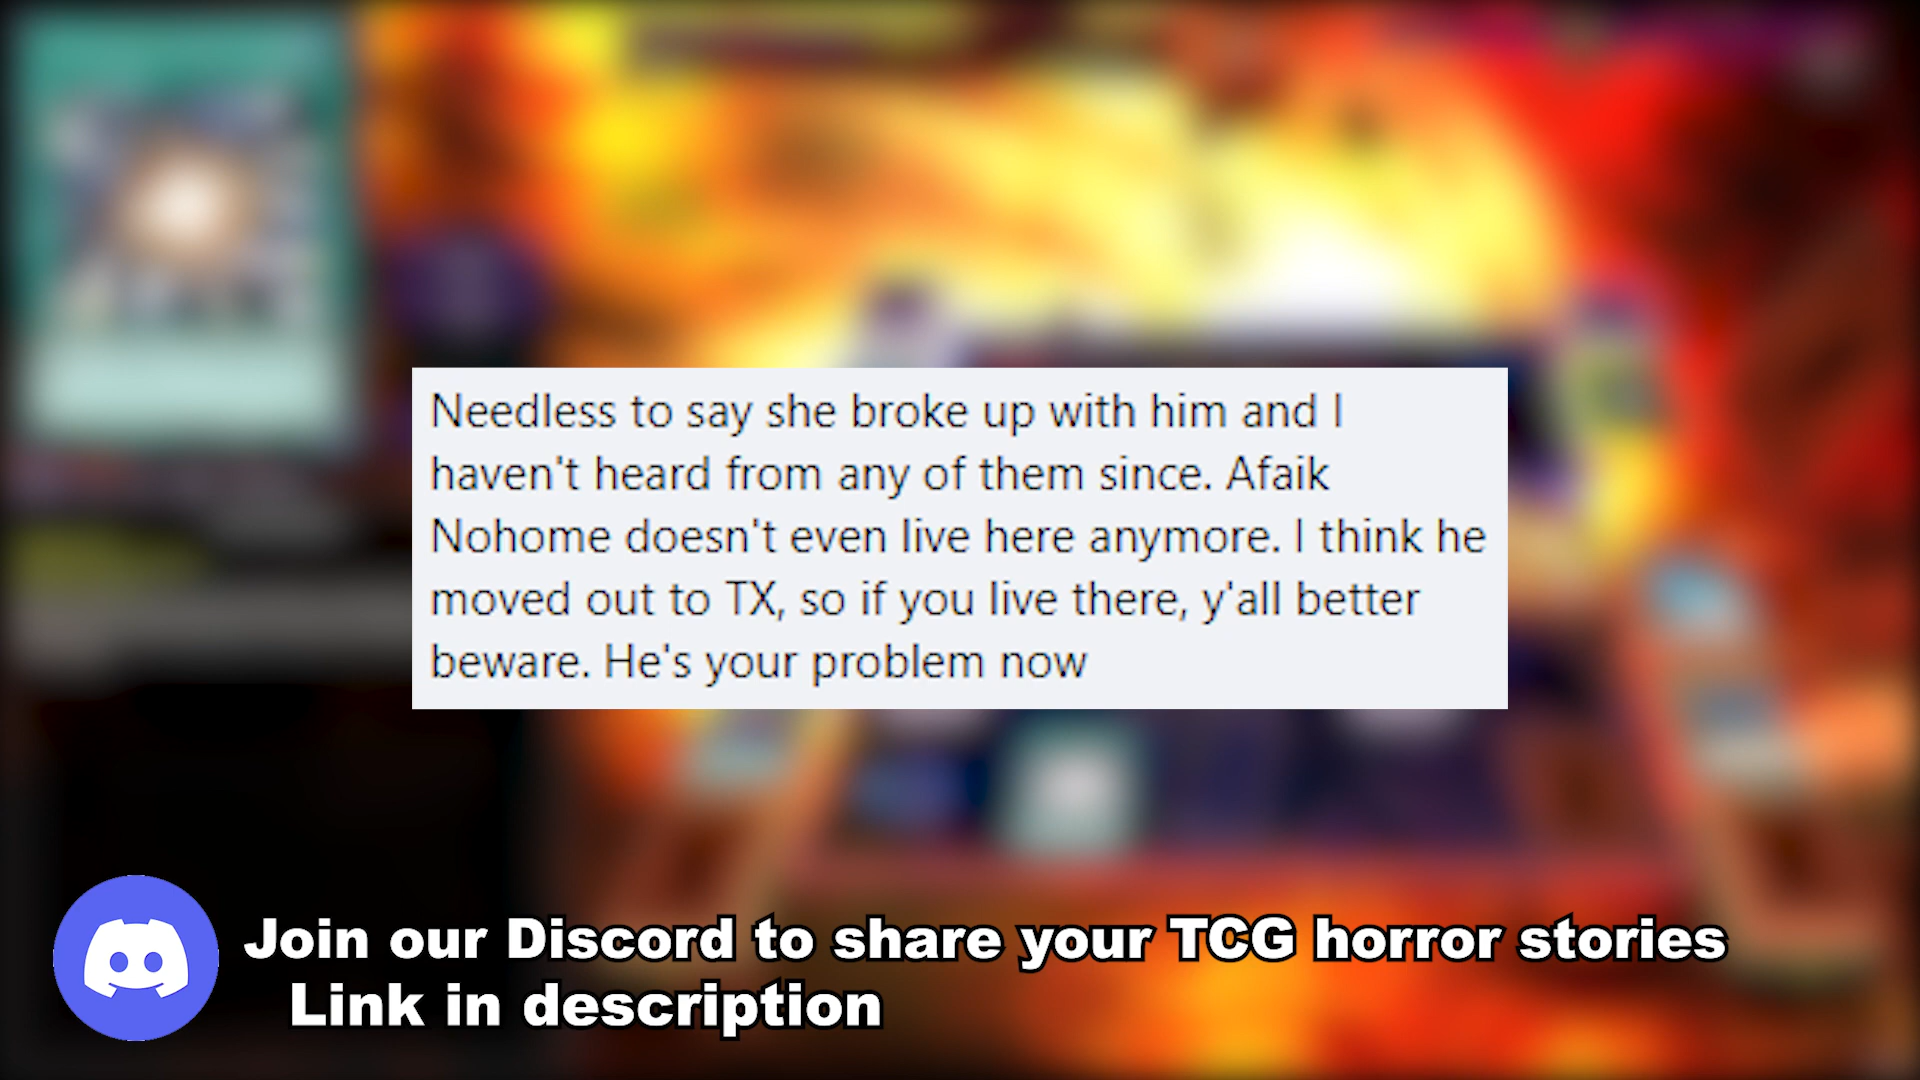 Needless to say she broke up with him and I
haven't heard from any of them since. Afaik
Nohome doesn't even live here anymore. I think he
moved out to TX, so if you live there, y'all better
beware. He's your problem now
Join our Discord to share your TCG horror stories
Link in description